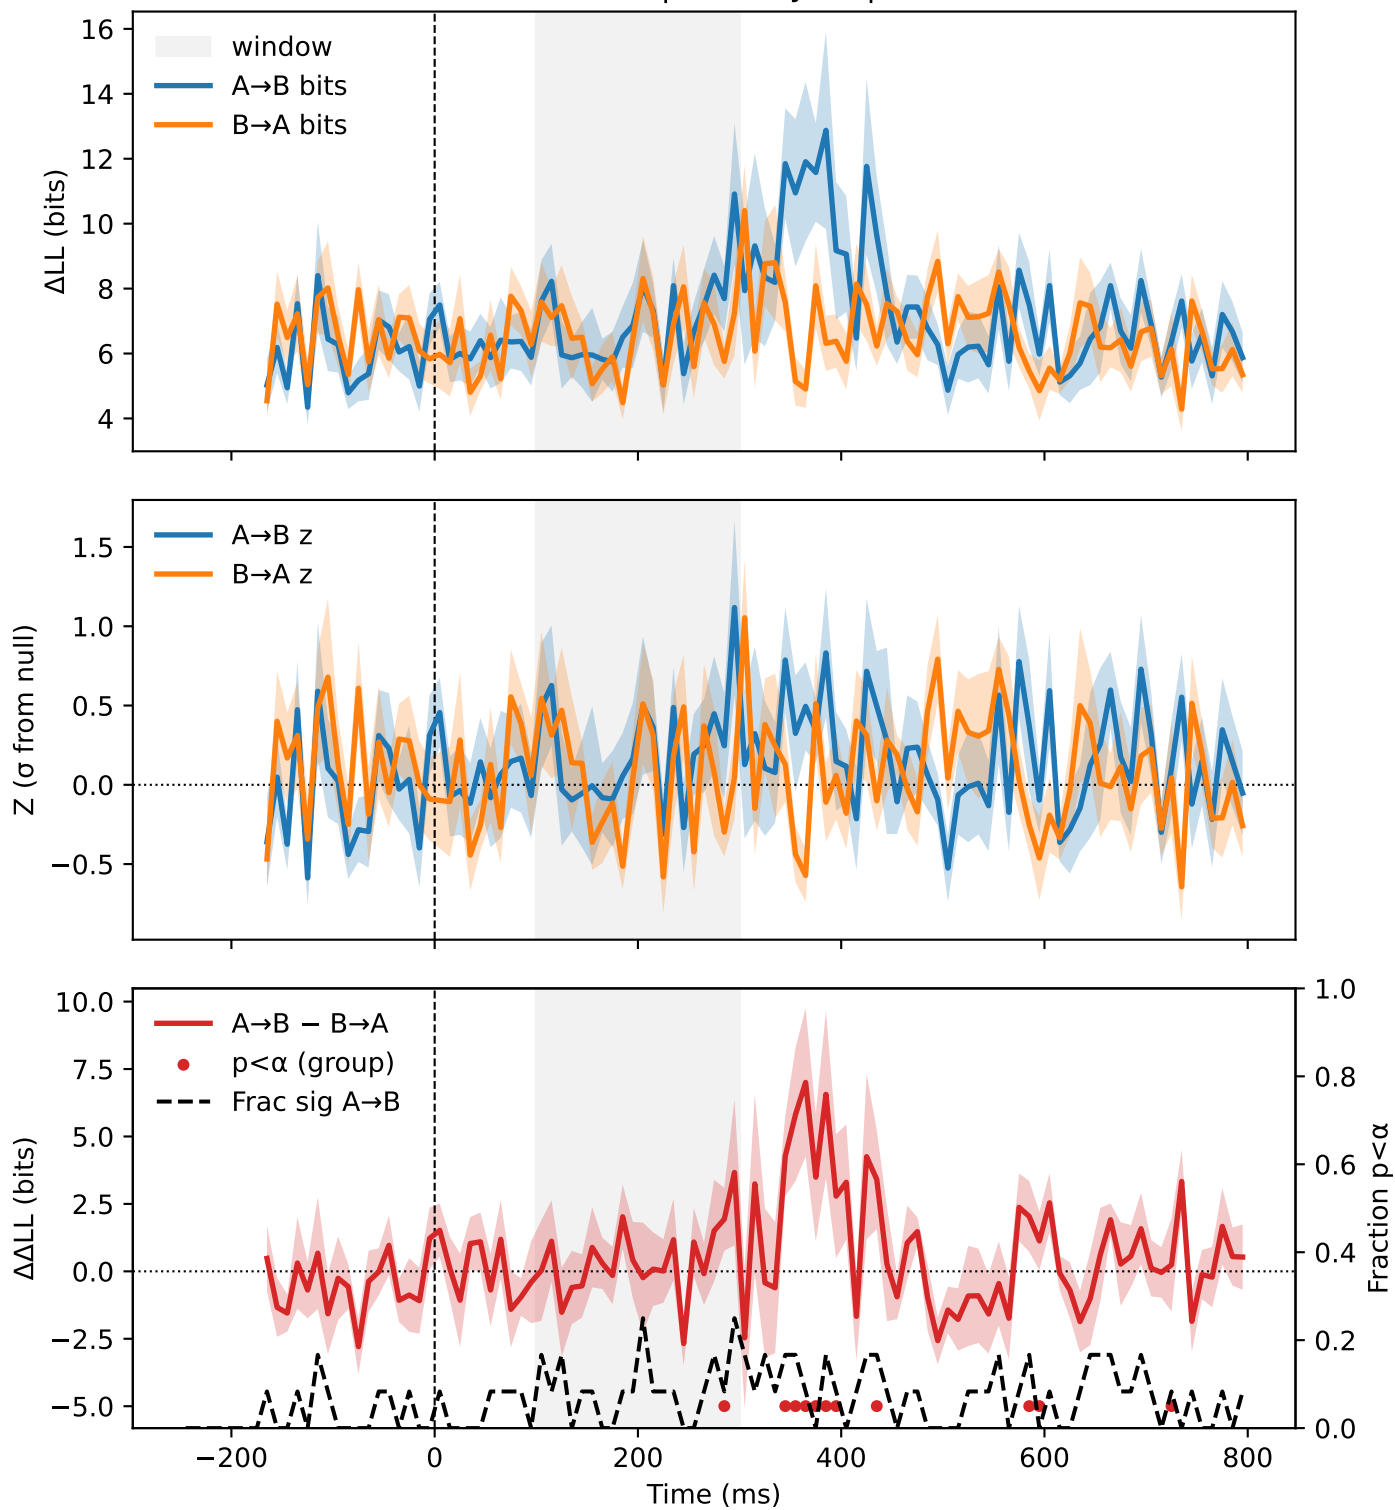 16
14
12
10
8
6
4
ΔLL (bits)
window
A→B bits
B→A bits
1.5
1.0
0.5
0.0
−0.5
Z (σ from null)
A→B z
B→A z
10.0
7.5
5.0
2.5
0.0
−2.5
−5.0
ΔΔLL (bits)
A→B − B→A
p<α (group)
Frac sig A→B
1.0
0.8
0.6
0.4
0.2
0.0
Fraction p<α
−200
0
200
400
600
800
Time (ms)